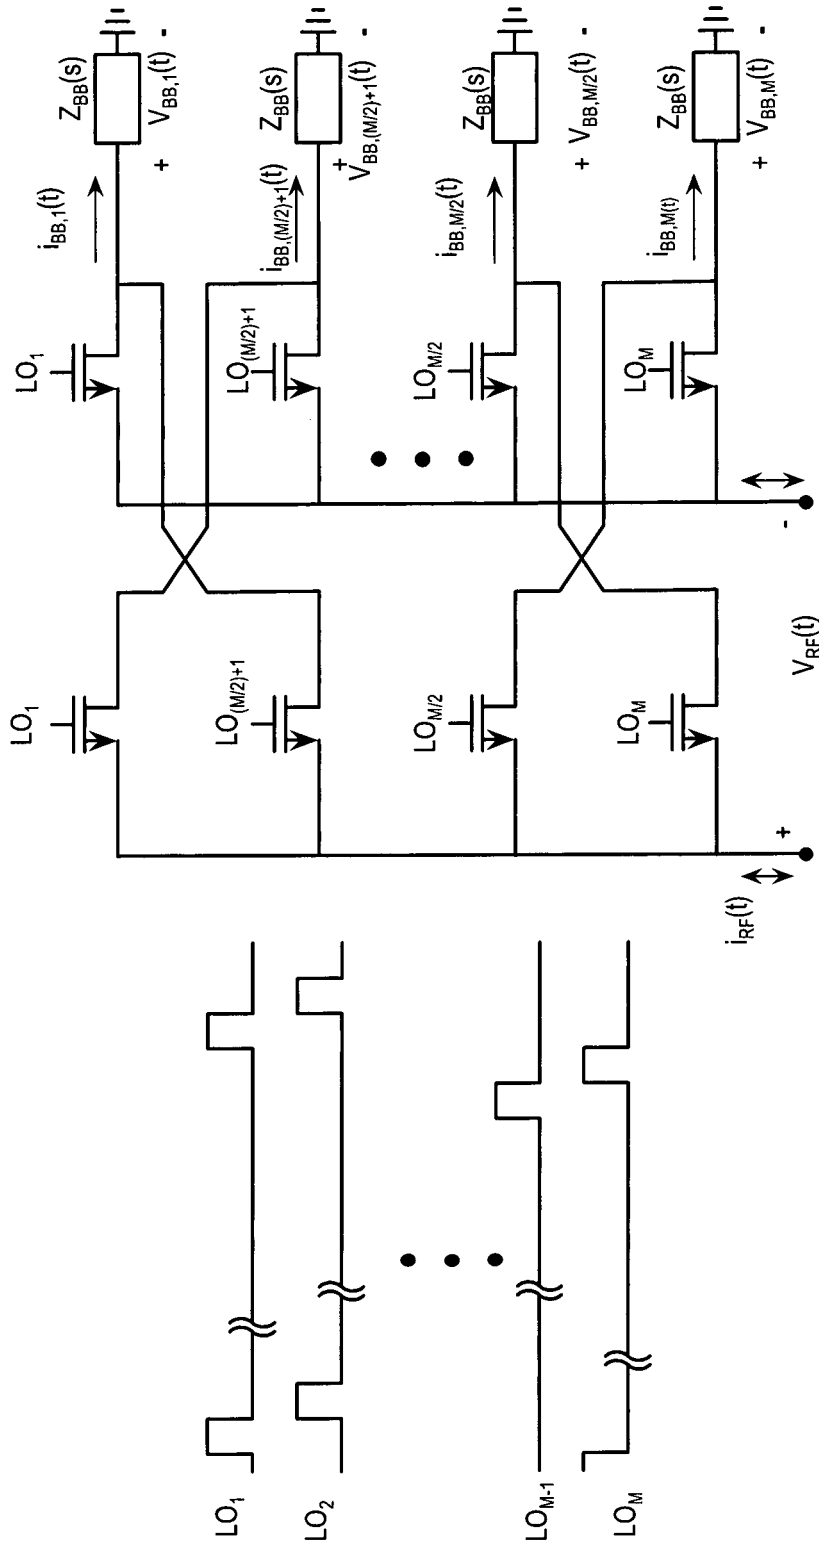 LO1
LO2
LOM-1
LOM
iRF(t)
+
VRF(t)
-
LO1
LO(M/2)+1
LOM/2
LOM
LO1
LO(M/2)+1
LOM/2
LOM
iBB,1(t)
iBB,(M/2)+1(t)
iBB,M/2(t)
iBB,M(t)
ZBB(s)
+ VBB,1(t) -
ZBB(s)
+ VBB,(M/2)+1(t) -
ZBB(s)
+ VBB,M/2(t) -
ZBB(s)
+ VBB,M(t) -